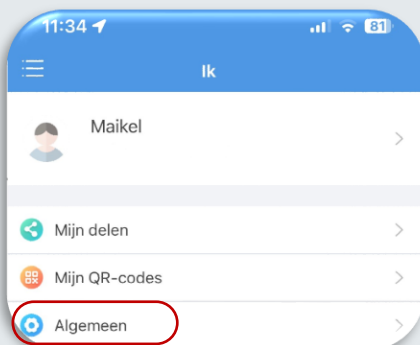 11:34
81
Ik
Maikel
Mijn delen
Mijn QR-codes
Algemeen